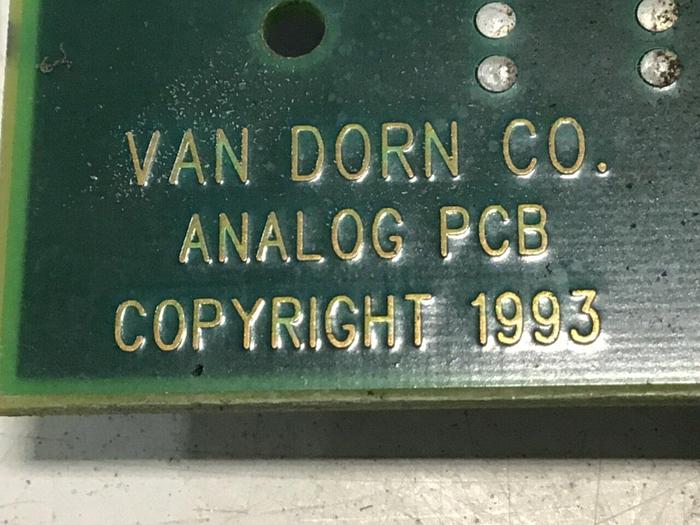 VAN DORN CO.
ANALOG PCB
COPYRIGHT 1993